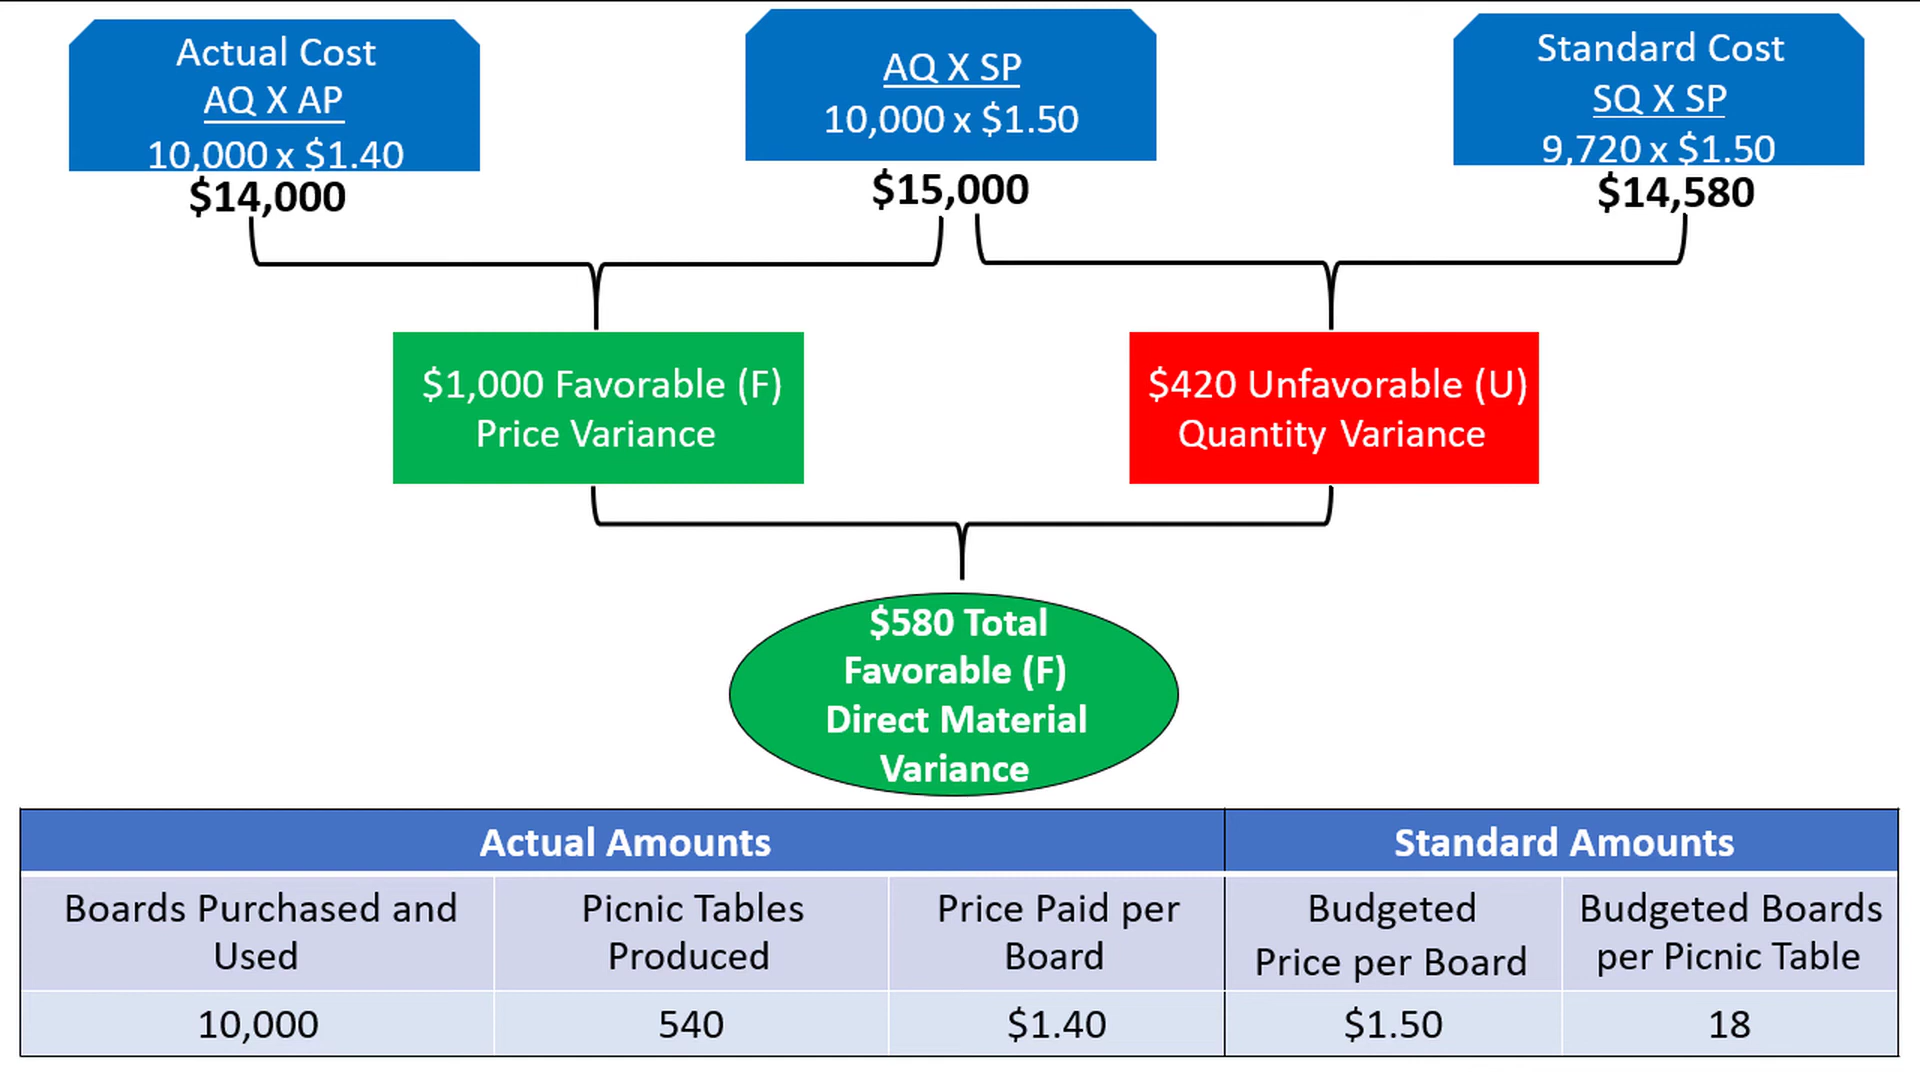 Actual Cost
AQ X AP
10,000 x $1.40
$14,000
AQ X SP
10,000 x $1.50
$15,000
Standard Cost
SQ X SP
9,720 x $1.50
$14,580
$1,000 Favorable (F)
Price Variance
$420 Unfavorable (U)
Quantity Variance
$580 Total
Favorable (F)
Direct Material
Variance
Actual Amounts
Standard Amounts
Boards Purchased and
Used
Picnic Tables
Produced
Price Paid per
Board
Budgeted
Price per Board
Budgeted Boards
per Picnic Table
10,000
540
$1.40
$1.50
18